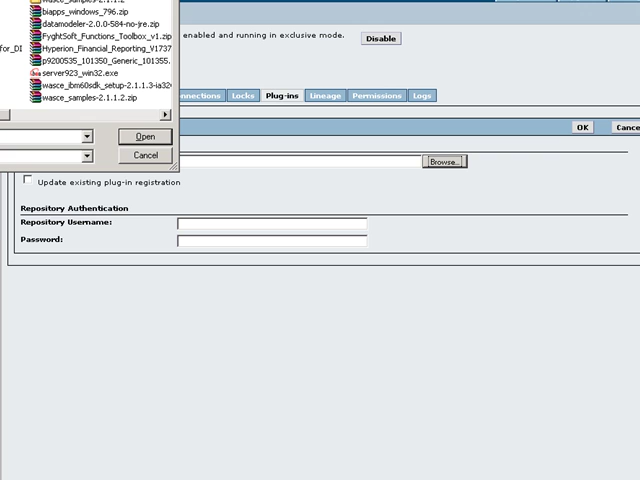 wasce_samples-2.1.1.2
biapps_windows_796.zip
datamodeler-2.0.0-584-no-jre.zip
FyghtSoft_Functions_Toolbox_v1.zip
enabled and running in exclusive mode.
Disable
for_DI
Hyperion_Financial_Reporting_V1737
p9200535_101350_Generic_101355.
server923_win32.exe
wasce_ibm60sdk_setup-2.1.1.3-ia32
wasce_samples-2.1.1.2.zip
nnections
Locks
Plug-ins
Lineage
Permissions
Logs
Open
OK
Cance
Cancel
Browse...
Update existing plug-in registration
Repository Authentication
Repository Username:
Password: